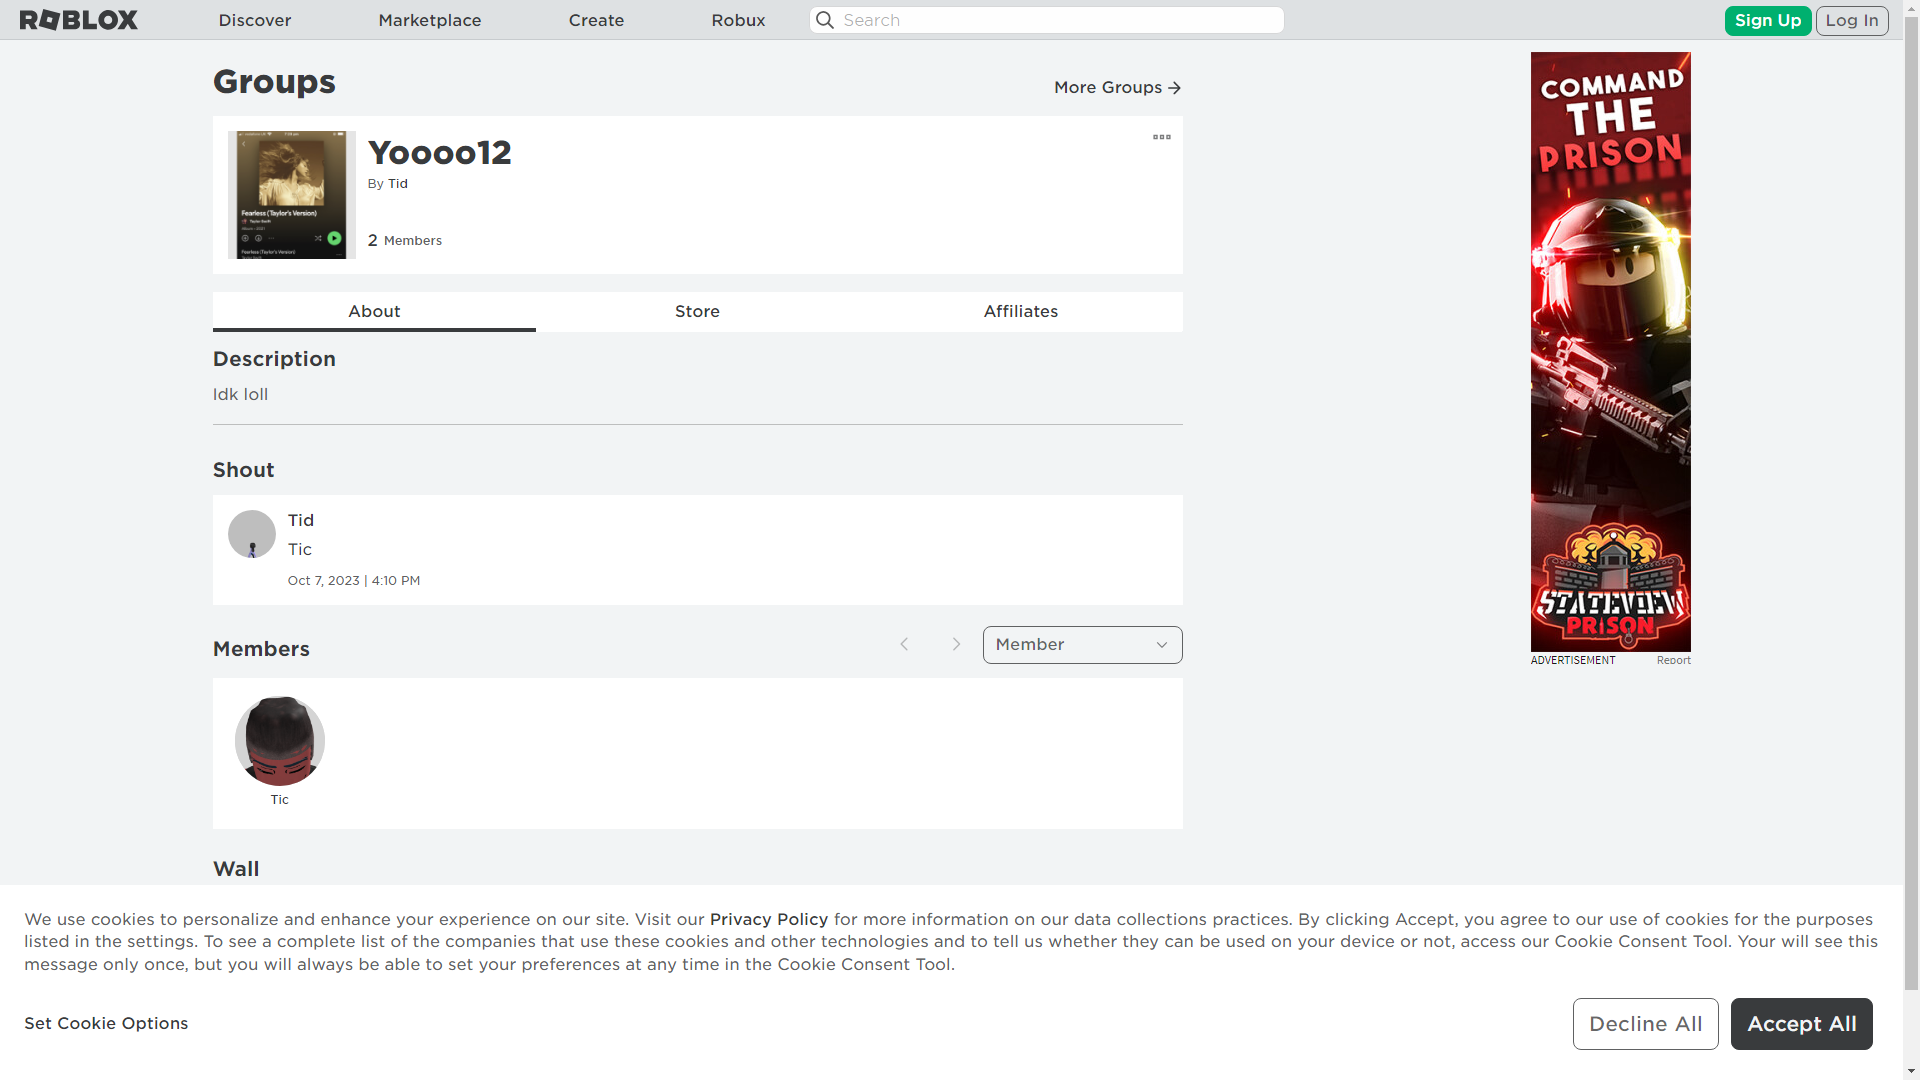 ROBLOX
Discover
Marketplace
Create
Robux
Search
Sign Up
Log In
Groups
More Groups
Yoooo12
By Tid
2 Members
Fearless (Taylor's Version)
Taylor Swift
Fearless (Taylor's Version)
About
Store
Affiliates
Description
Idk loll
Shout
Tid
Tic
Oct 7, 2023 | 4:10 PM
Members
Member
Tic
Wall
COMMAND
THE
PRISON
STATEVIEW
PRISON
ADVERTISEMENT
Report
We use cookies to personalize and enhance your experience on our site. Visit our Privacy Policy for more information on our data collections practices. By clicking Accept, you agree to our use of cookies for the purposes
listed in the settings. To see a complete list of the companies that use these cookies and other technologies and to tell us whether they can be used on your device or not, access our Cookie Consent Tool. Your will see this
message only once, but you will always be able to set your preferences at any time in the Cookie Consent Tool.
Set Cookie Options
Decline All
Accept All